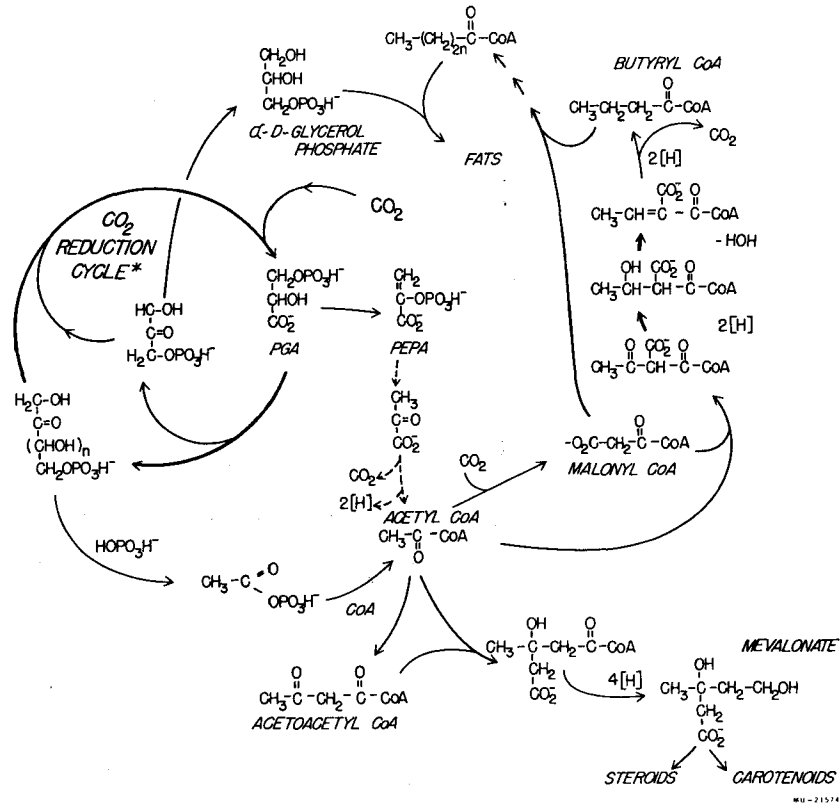 CH3-(CH2)2n-C-CoA
O
CH2OH
CHOH
CH2OPO3H-
α-D-GLYCEROL
PHOSPHATE
FATS
BUTYRYL CoA
O
CH3-CH2-CH2-C-CoA
CO2
2[H]
CO2- O
CH3-CH=C-C-CoA
-HOH
OH CO2- O
CH3-CH-CH-C-CoA
2[H]
O CO2- O
CH3-C-CH-C-CoA
CO2
REDUCTION
CYCLE*
CO2
HC-OH
C=O
H2C-OPO3H-
CH2OPO3H-
CHOH
CO2-
PGA
CH2
C-OPO3H-
CO2-
PEPA
CH3
C=O
CO2-
CO2
2[H]
H2C-OH
C=O
(CHOH)n
CH2OPO3H-
O
-O2C-CH2-C-CoA
MALONYL CoA
CO2
ACETYL CoA
CH3-C-CoA
O
HOPO3H-
CH3-C=O
OPO3H-
CoA
O O
CH3-C-CH2-C-CoA
ACETOACETYL CoA
OH O
CH3-C-CH2-C-CoA
CH2
CO2-
4[H]
MEVALONATE
OH
CH3-C-CH2-CH2OH
CH2
CO2-
STEROIDS
CAROTENOIDS
MU-21574